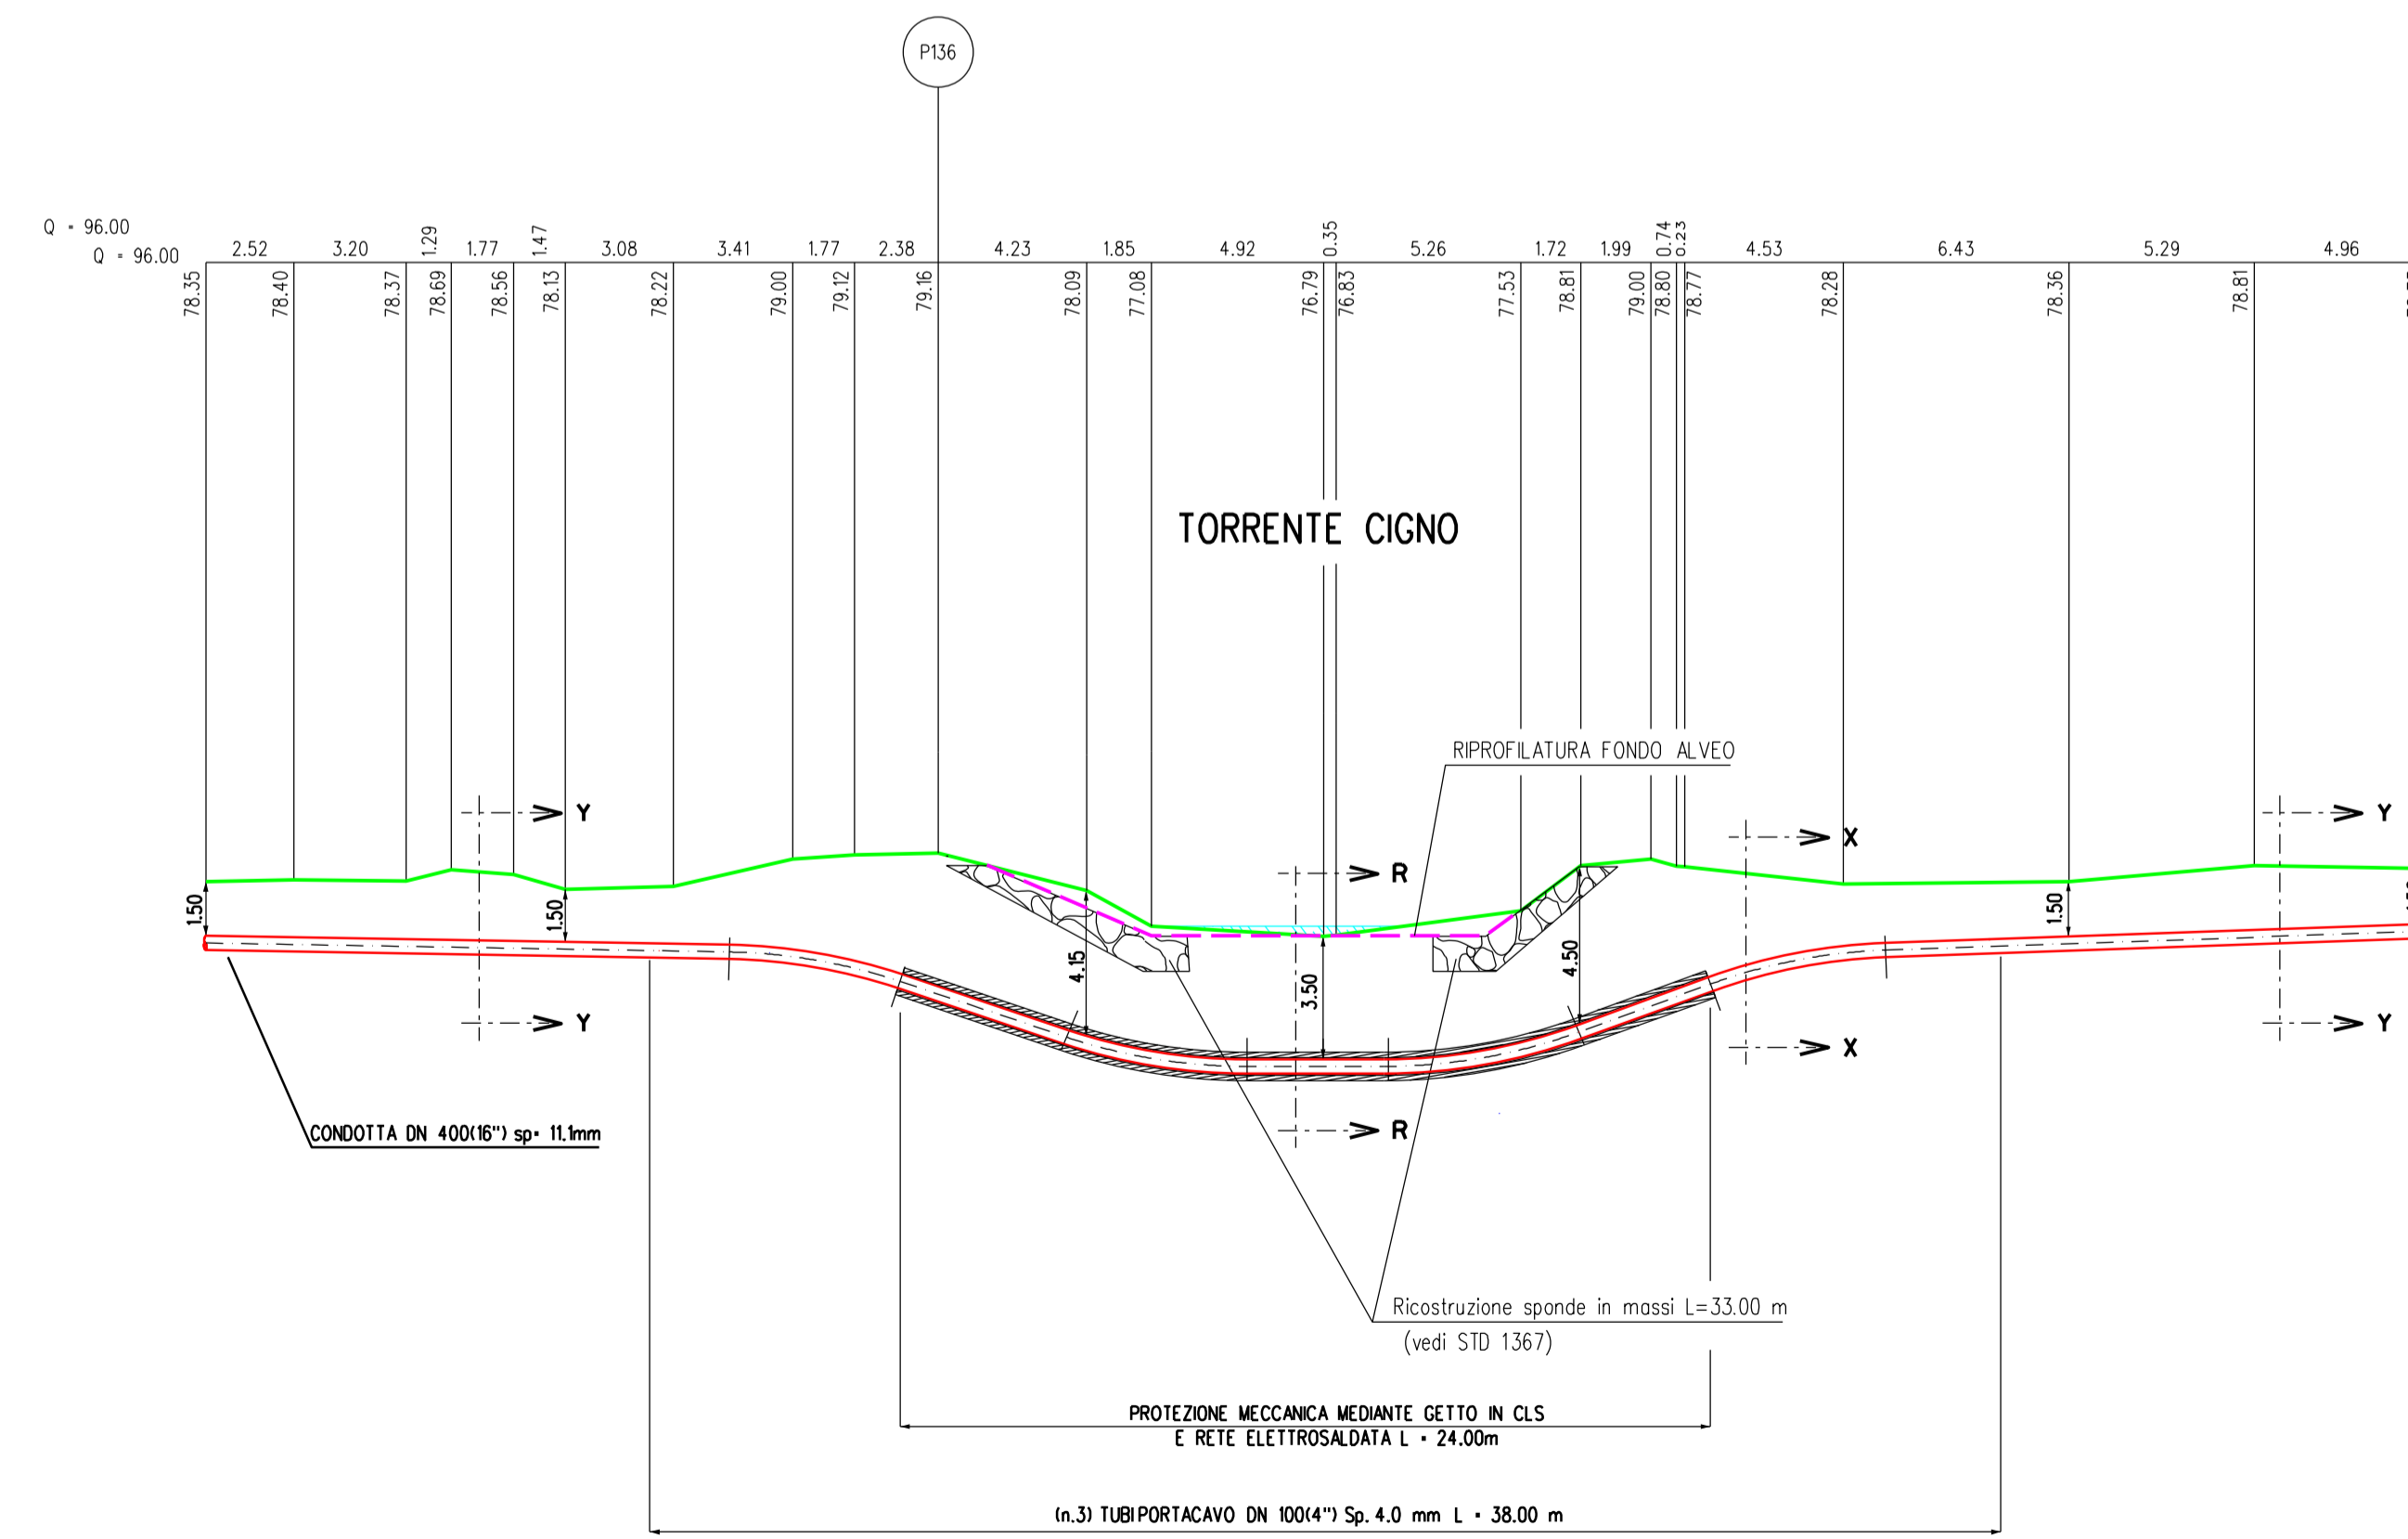 P136
Q = 96.00
Q = 96.00
2.52 3.20 1.29 1.77 1.47 3.08 3.41 1.77 2.38 4.23 1.85 4.92 0.35 5.26 1.72 1.99 0.74 0.23 4.53 6.43 5.29 4.96
78.35 78.40 78.37 78.69 78.56 78.13 78.22 79.00 79.12 79.16 78.09 77.08 76.79 76.83 77.53 78.81 79.00 78.80 78.77 78.28 78.36 78.81
TORRENTE CIGNO
RIPROFILATURA FONDO ALVEO
Y Y
X
R
1.50 1.50 1.50
4.15 3.50 4.50
Y Y
X
R
CONDOTTA DN 400(16") sp= 11.1mm
Ricostruzione sponde in massi L=33.00 m
(vedi STD 1367)
PROTEZIONE MECCANICA MEDIANTE GETTO IN CLS
E RETE ELETTROSALDATA L = 24.00m
(n.3) TUBI PORTACAVO DN 100(4") Sp. 4.0 mm L = 38.00 m